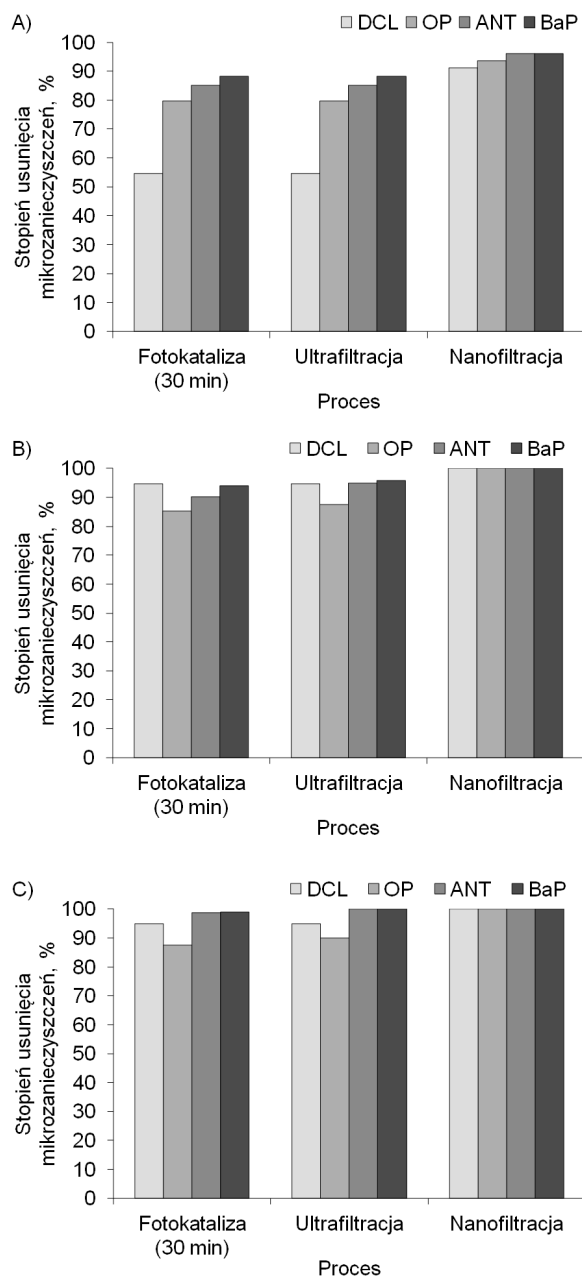 A)
DCL OP ANT BaP
Stopień usunięcia
mikrozanieczyszczeń, %
100
90
80
70
60
50
40
30
20
10
0
Fotokataliza
(30 min)
Ultrafiltracja
Nanofiltracja
Proces
B)
DCL OP ANT BaP
Stopień usunięcia
mikrozanieczyszczeń, %
100
90
80
70
60
50
40
30
20
10
0
Fotokataliza
(30 min)
Ultrafiltracja
Nanofiltracja
Proces
C)
DCL OP ANT BaP
Stopień usunięcia
mikrozanieczyszczeń, %
100
90
80
70
60
50
40
30
20
10
0
Fotokataliza
(30 min)
Ultrafiltracja
Nanofiltracja
Proces